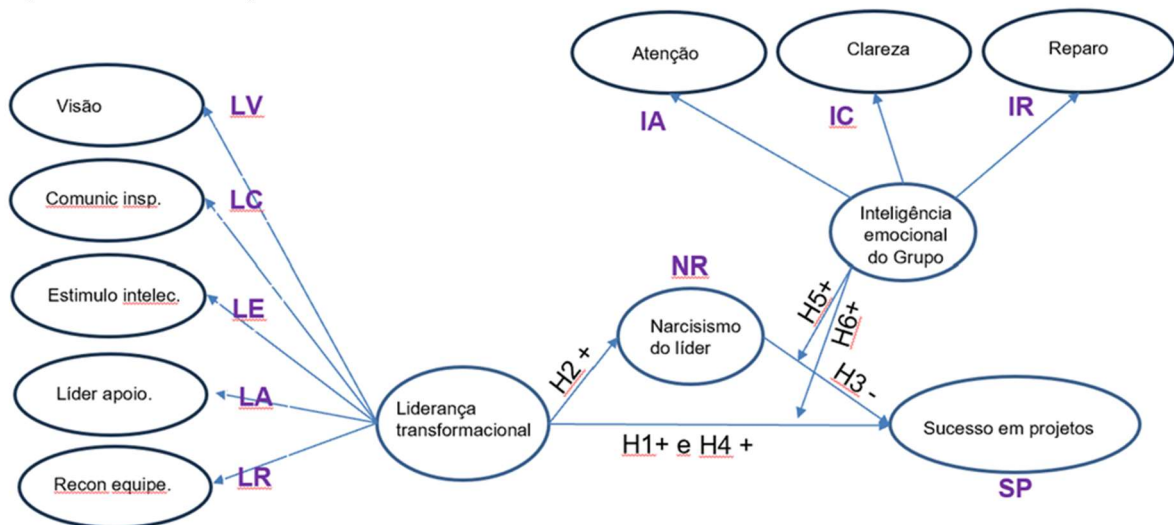 Atenção
Clareza
Reparo
IA
IC
IR
Visão
LV
Comunic insp.
LC
Estimulo intelec.
LE
Líder apoio.
LA
Recon equipe.
LR
Liderança
transformacional
H2 +
NR
Narcisismo
do líder
Inteligência
emocional
do Grupo
H5+
H6+
H3 -
H1+ e H4 +
Sucesso em projetos
SP